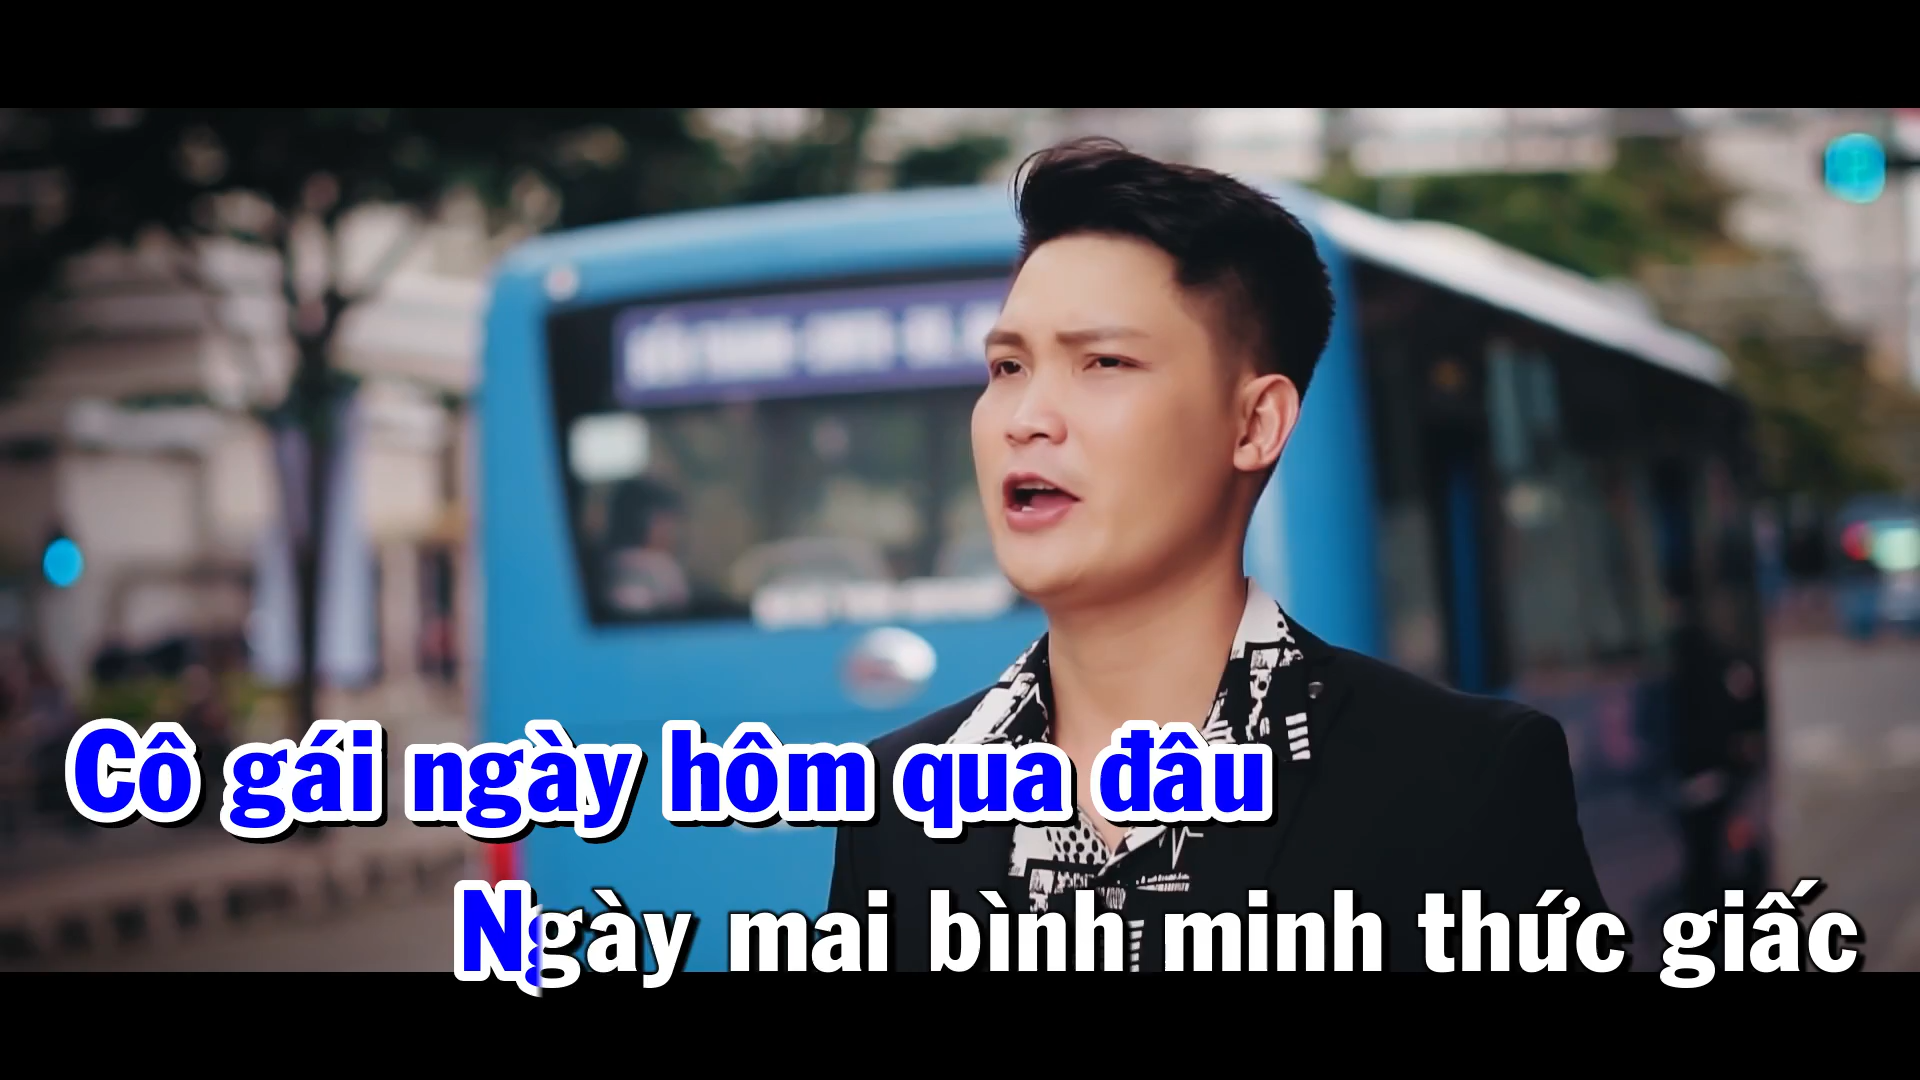 Cô gái ngày hôm qua đâu
Ngày mai bình minh thức giấc